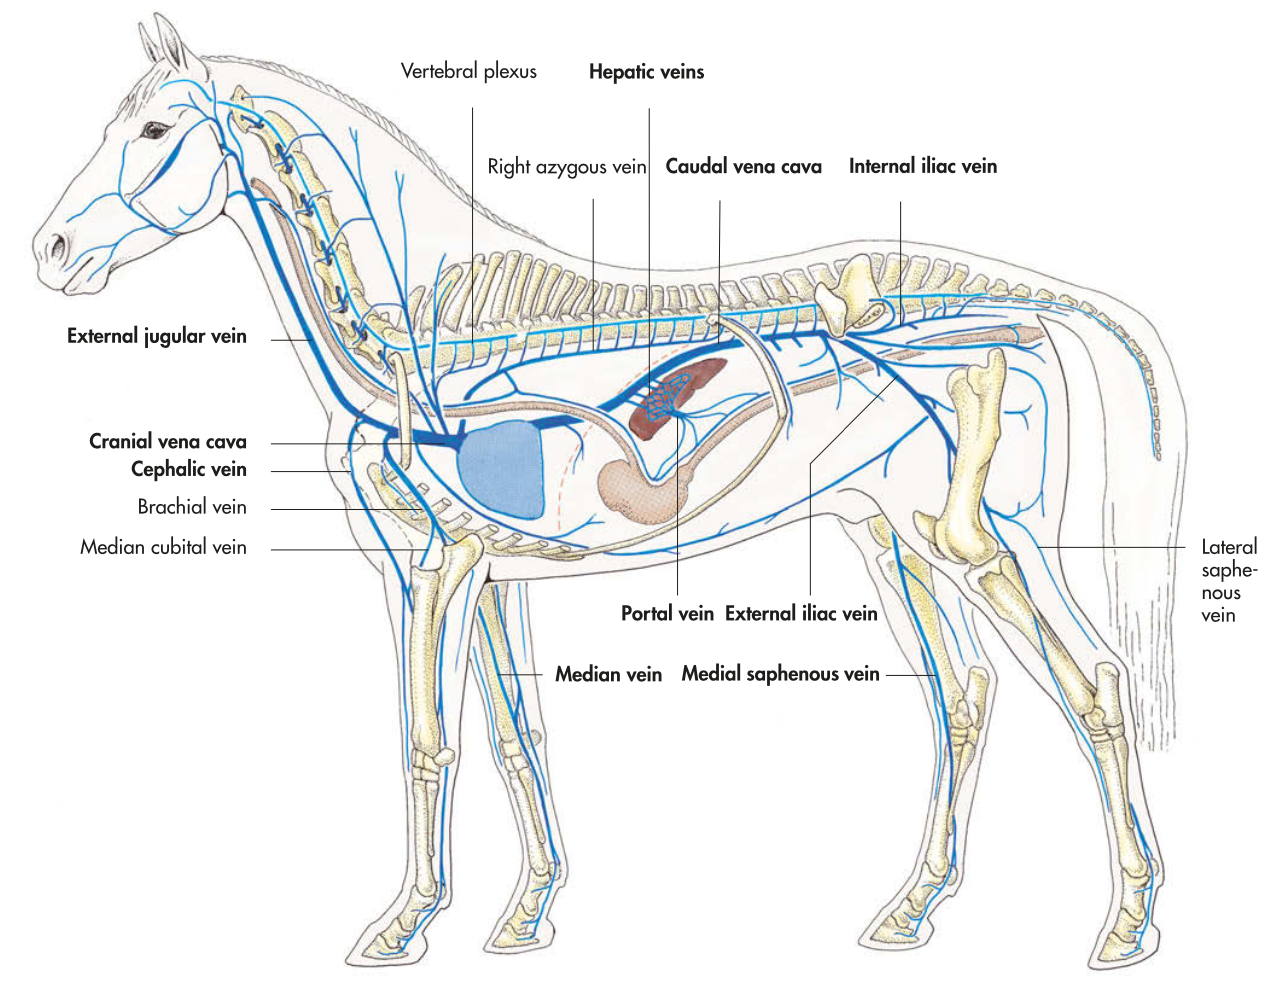 Vertebral plexus
Hepatic veins
Right azygous vein
Caudal vena cava
Internal iliac vein
External jugular vein
Cranial vena cava
Cephalic vein
Brachial vein
Median cubital vein
Lateral
saphe-
nous
vein
Portal vein
External iliac vein
Median vein
Medial saphenous vein